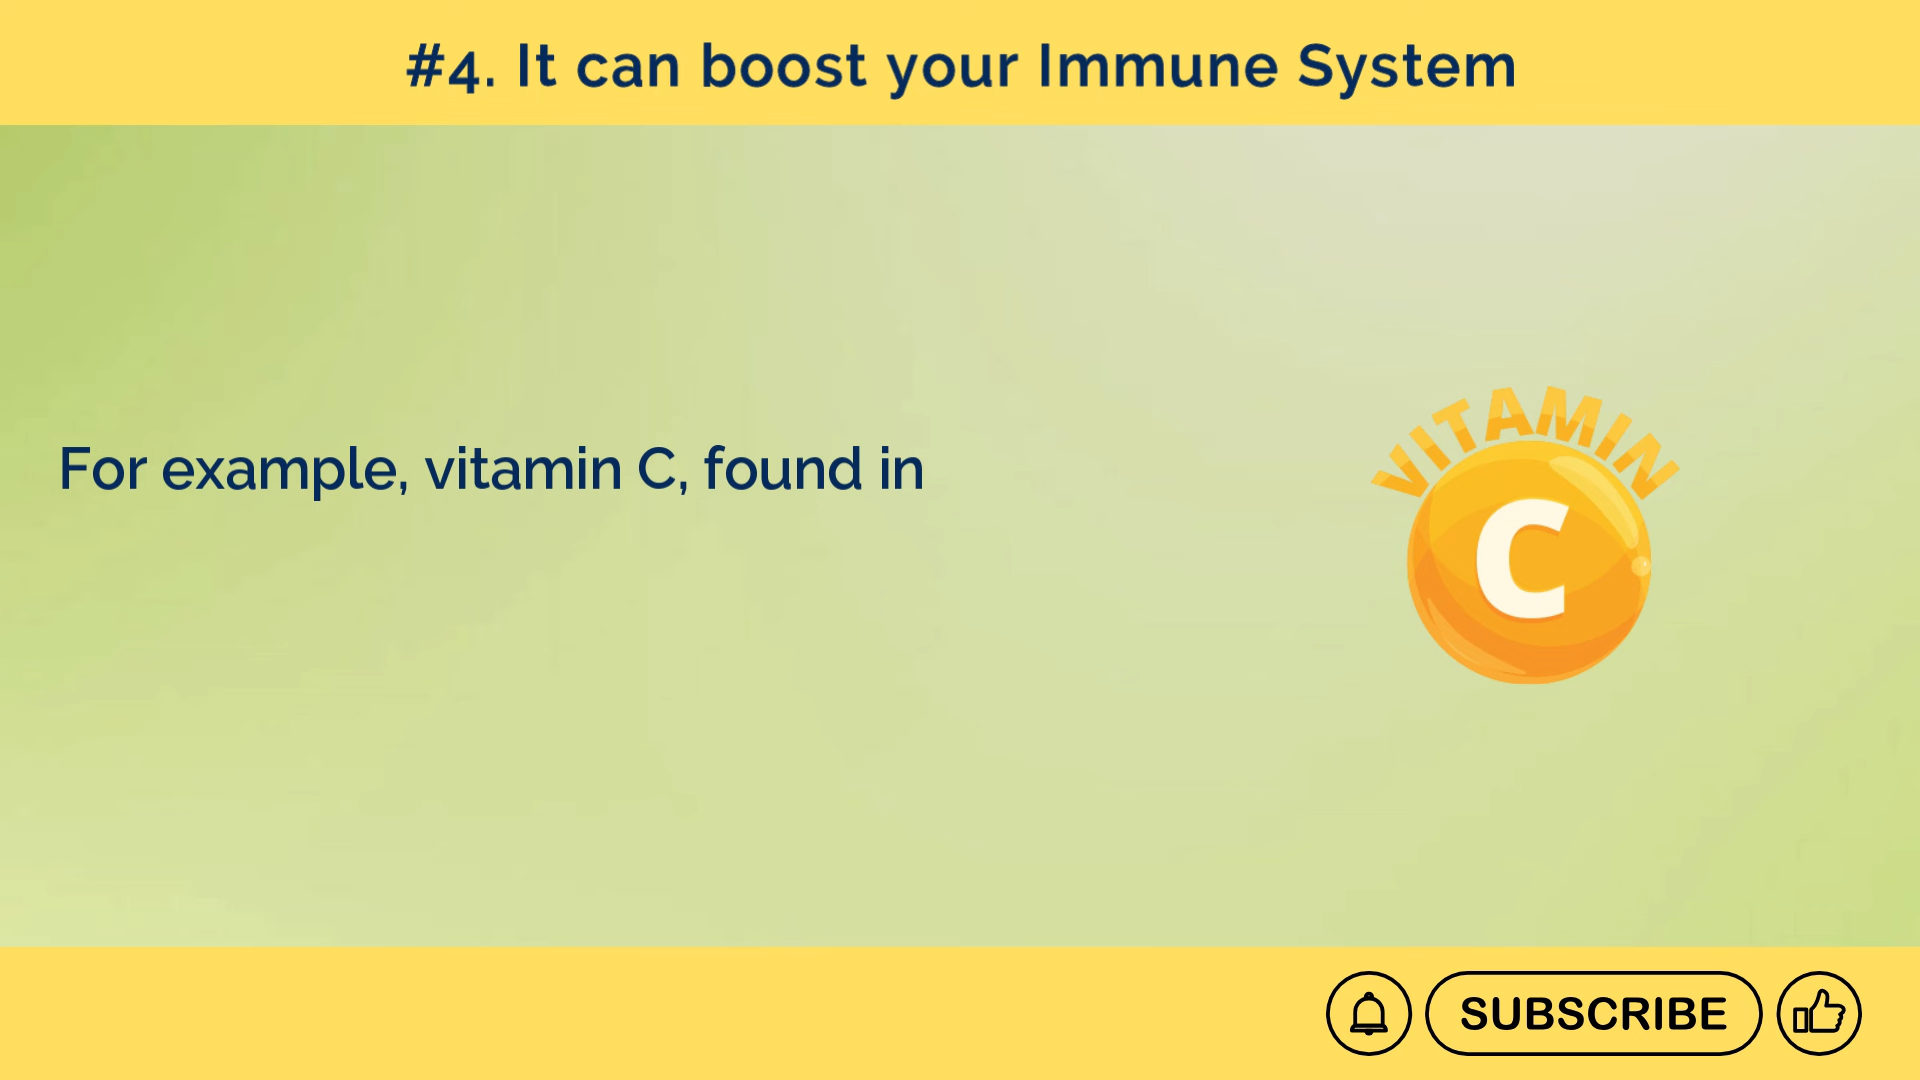 #4. It can boost your Immune System
For example, vitamin C, found in
VITAMIN
C
SUBSCRIBE